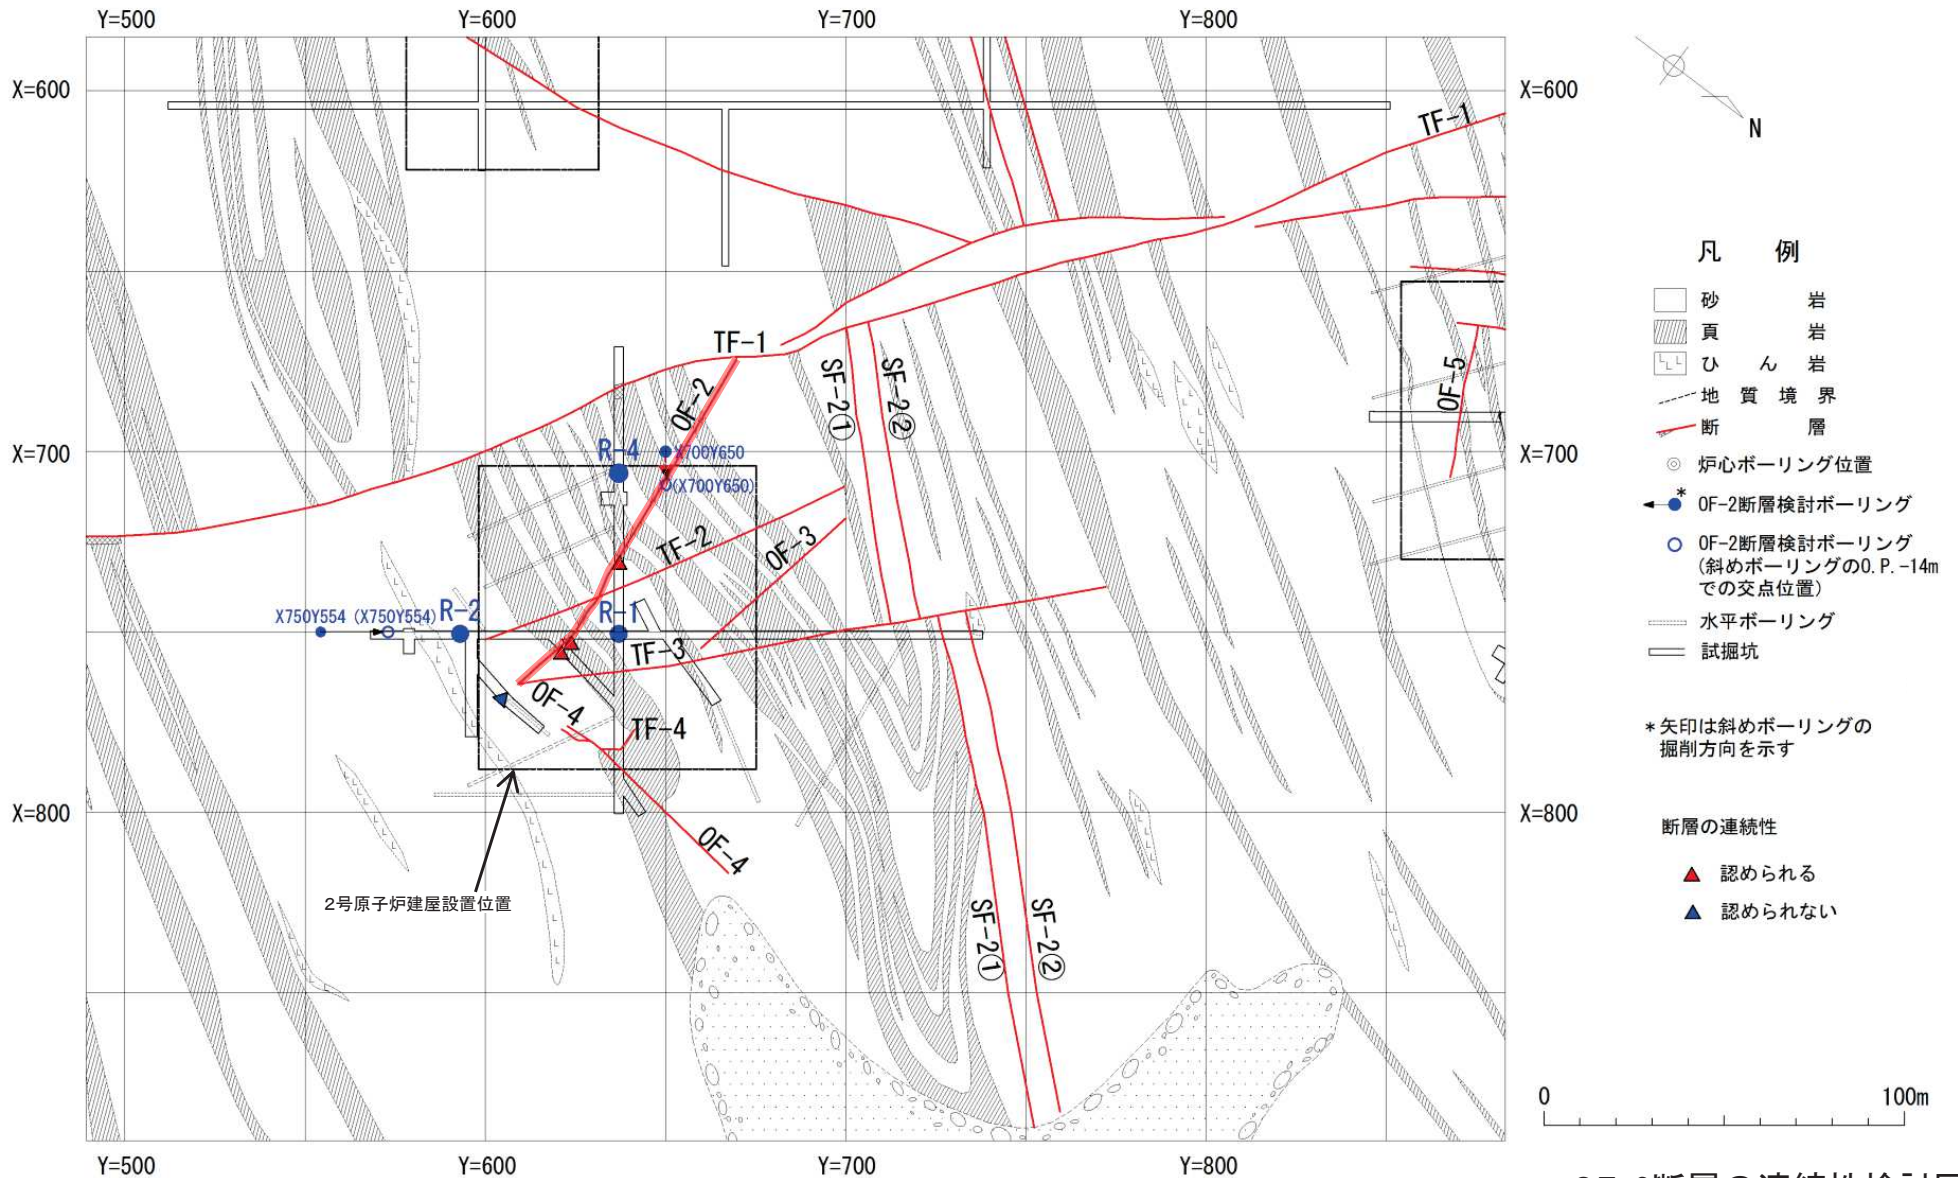 Y=500 Y=600 Y=700 Y=800
X=600 X=600
TF-1
N
凡 例
砂 岩
頁 岩
ひ ん 岩
地 質 境 界
断 層
炉心ボーリング位置
* OF-2断層検討ボーリング
OF-2断層検討ボーリング
(斜めボーリングのO.P.-14m
での交点位置)
水平ボーリング
試掘坑
*矢印は斜めボーリングの
掘削方向を示す
断層の連続性
認められる
認められない
TF-1
OF-2
SF-2①
SF-2②
OF-5
X=700 X=700
R-4
X700Y650
(X700Y650)
TF-2
OF-3
X750Y554 (X750Y554)
R-2
R-1
TF-3
OF-4
TF-4
X=800 X=800
OF-4
2号原子炉建屋設置位置
SF-2①
SF-2②
0 100m
Y=500 Y=600 Y=700 Y=800